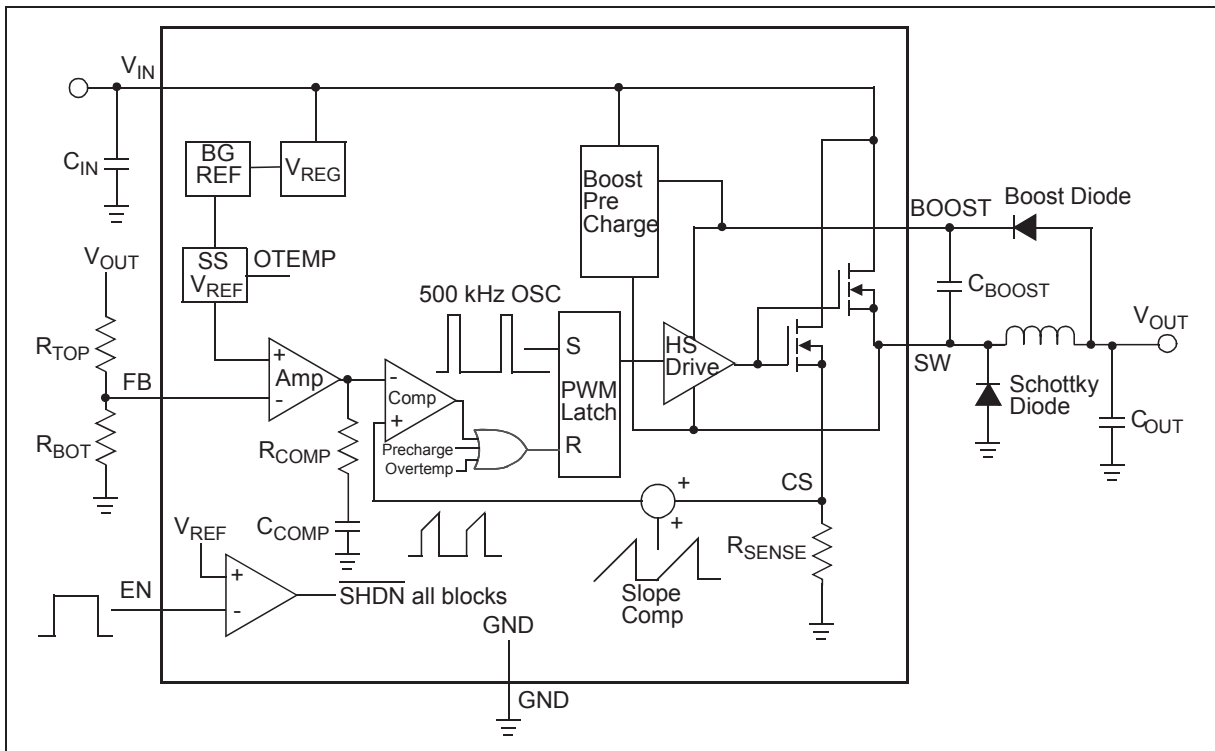 VIN
CIN
BG
REF
VREG
Boost
Pre
Charge
BOOST
Boost Diode
VOUT
SS
VREF
OTEMP
CBOOST
500 kHz OSC
VOUT
RTOP
S
HS
Drive
SW
FB
+
Amp
-
-
Comp
+
PWM
Latch
Schottky
Diode
COUT
RBOT
RCOMP
Precharge
Overtemp
R
CS
+
+
CCOMP
RSENSE
VREF
Slope
Comp
EN
+
-
SHDN all blocks
GND
GND